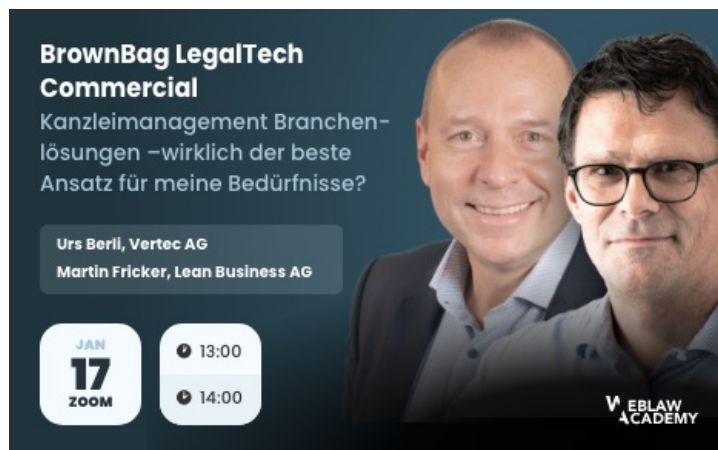 BrownBag LegalTech
Commercial
Kanzleimanagement Branchen-
lösungen –wirklich der beste
Ansatz für meine Bedürfnisse?
Urs Berli, Vertec AG
Martin Fricker, Lean Business AG
JAN
17
ZOOM
13:00
14:00
WEBLAW
ACADEMY